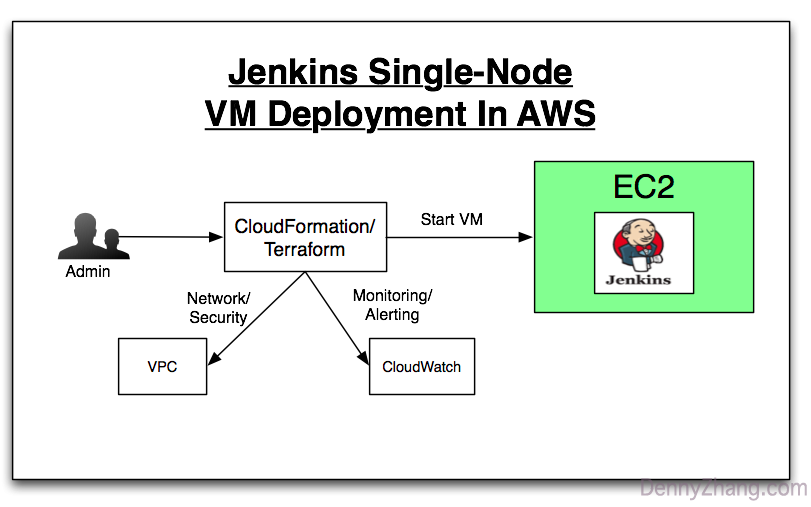 Jenkins Single-Node
VM Deployment In AWS
EC2
Jenkins
CloudFormation/
Terraform
Start VM
Admin
Network/
Security
Monitoring/
Alerting
VPC
CloudWatch
DennyZhang.com